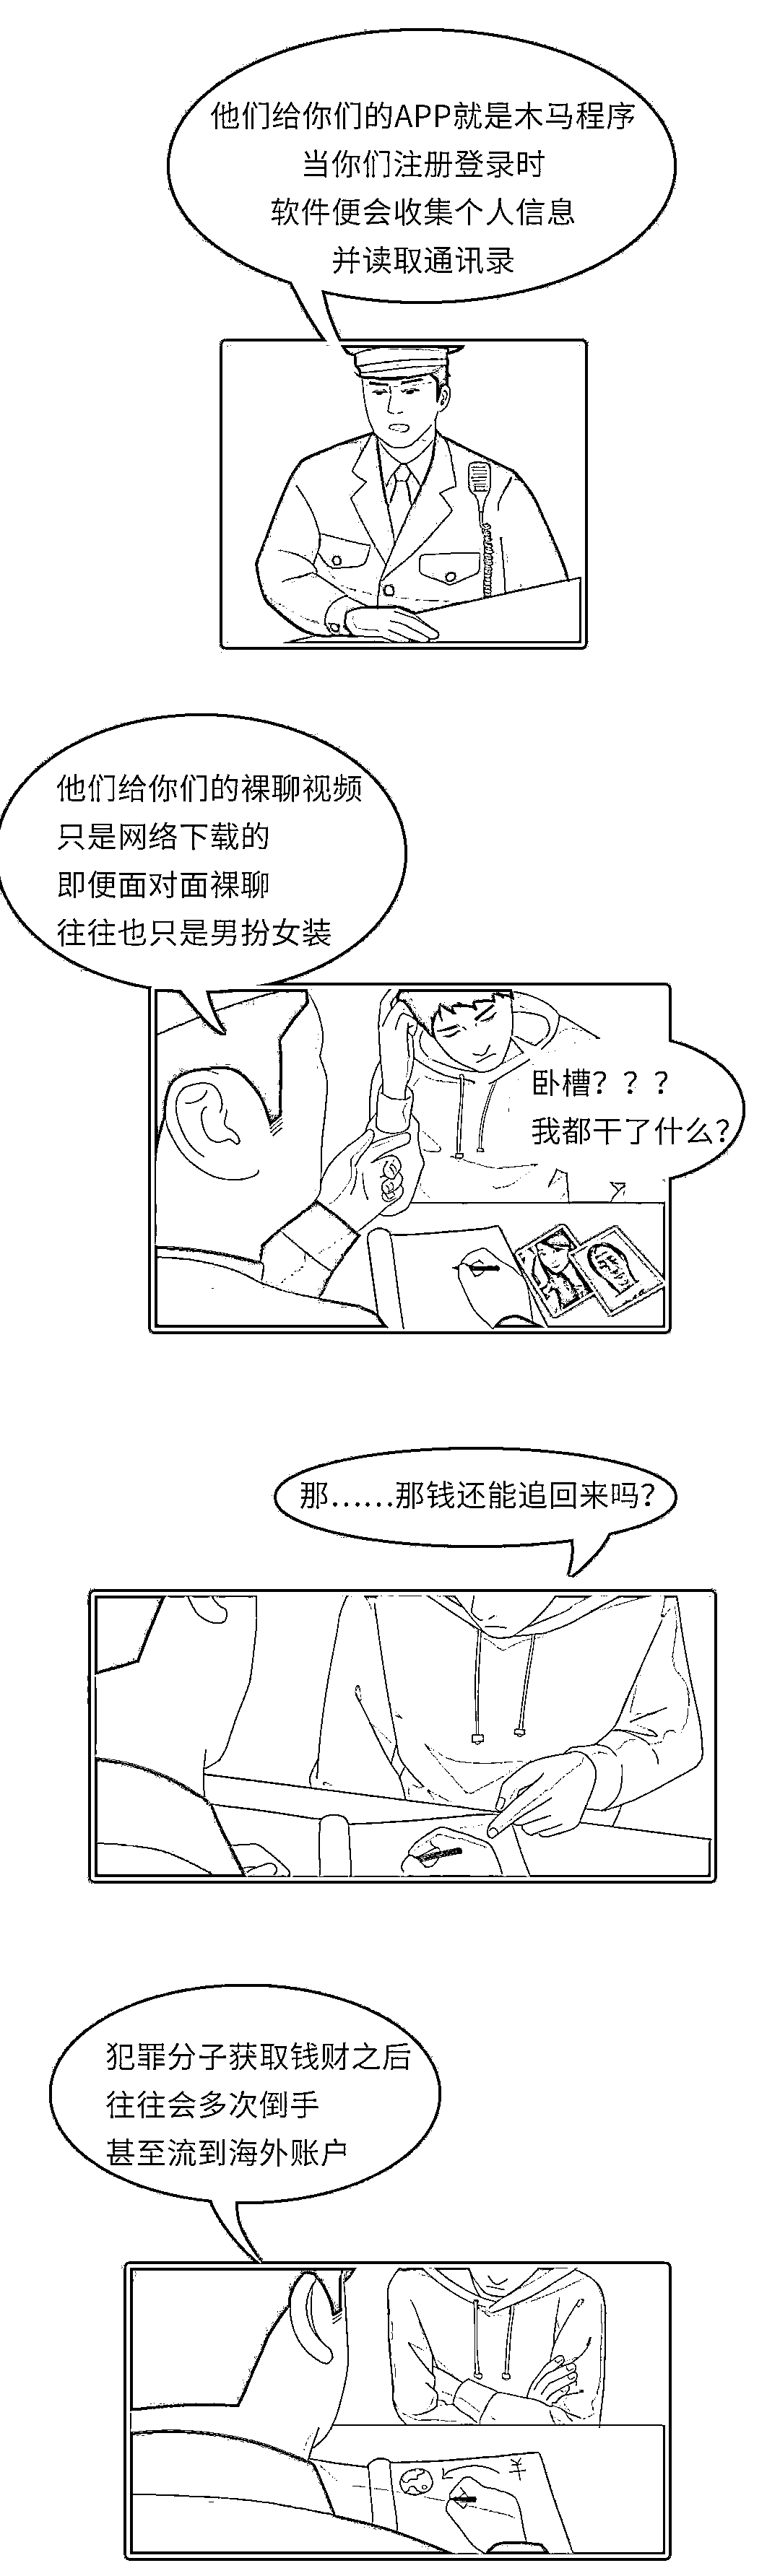 他们给你们的APP就是木马程序
当你们注册登录时
软件便会收集个人信息
并读取通讯录
他们给你们的裸聊视频
只是网络下载的
即便面对面裸聊
往往也只是男扮女装
卧槽？？？
我都干了什么？
那……那钱还能追回来吗？
犯罪分子获取钱财之后
往往会多次倒手
甚至流到海外账户
¥